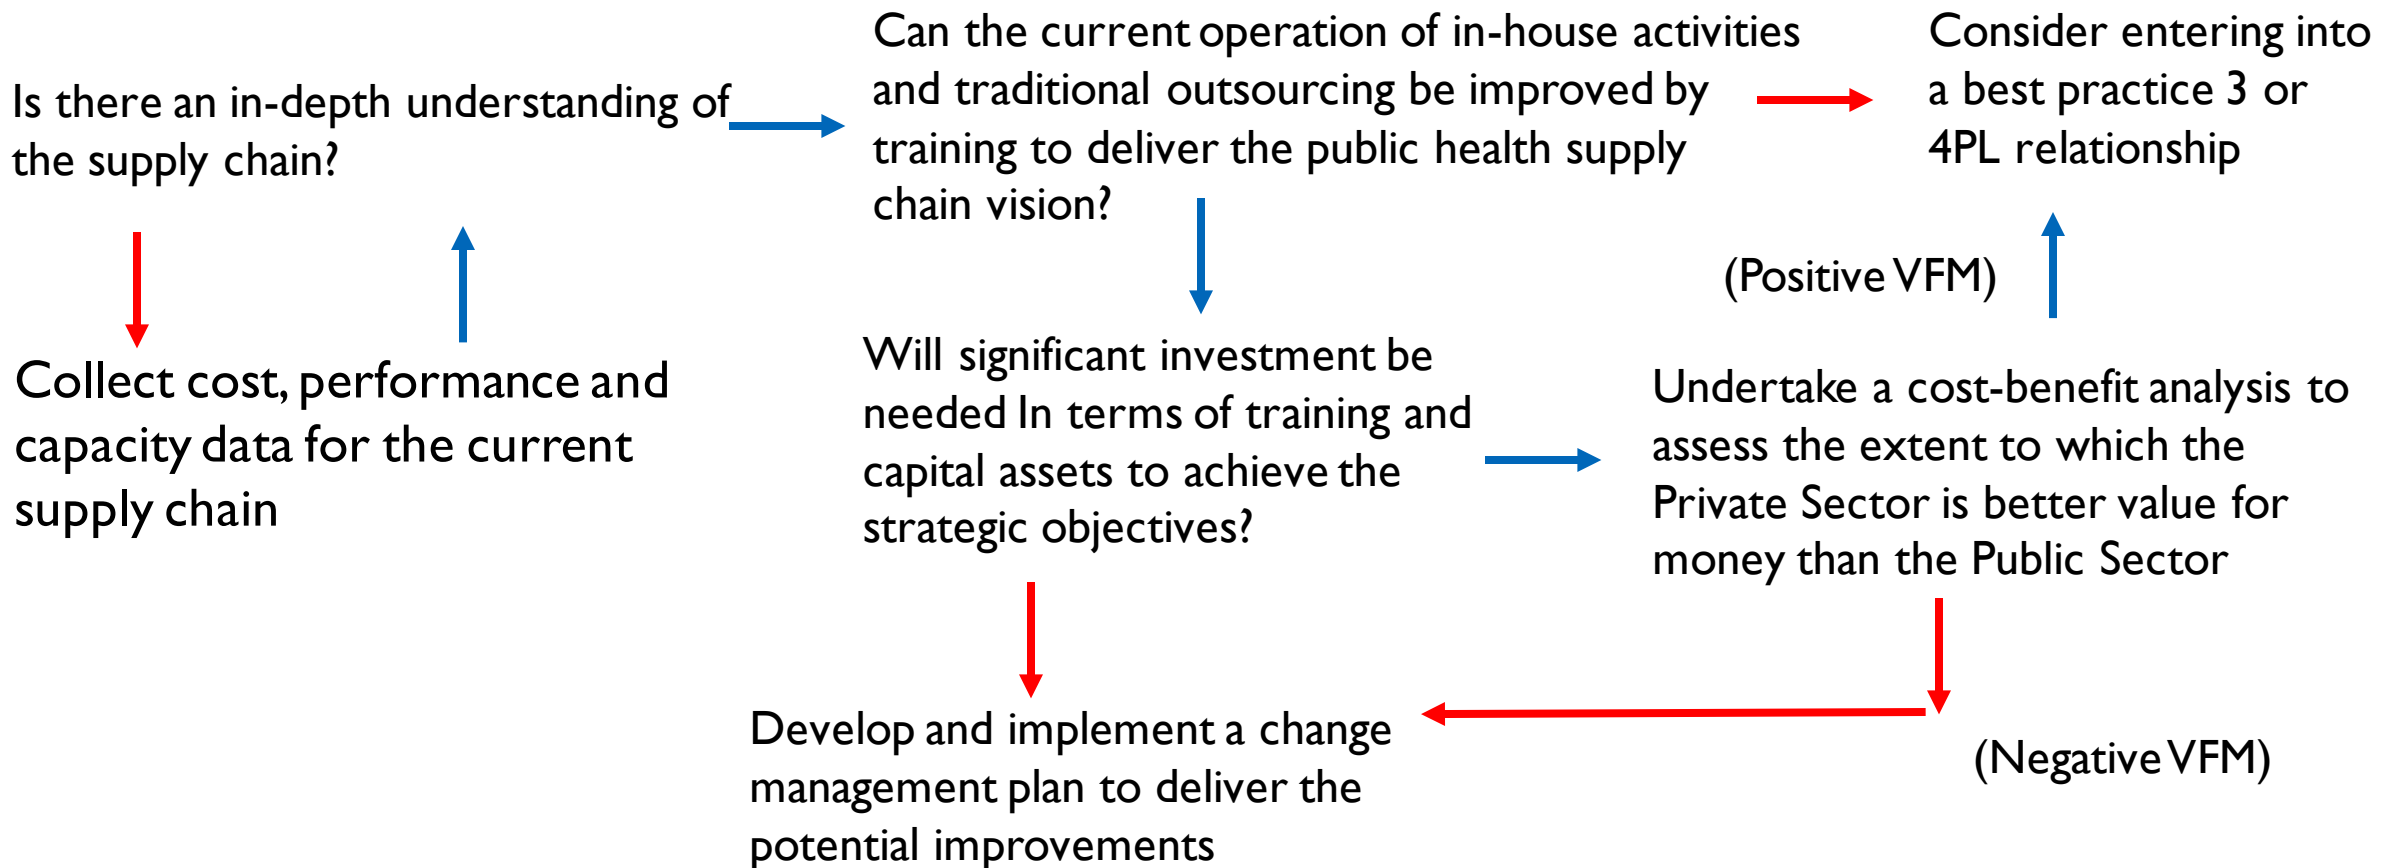 Is there an in-depth understanding of
the supply chain?
Can the current operation of in-house activities
and traditional outsourcing be improved by
training to deliver the public health supply
chain vision?
Consider entering into
a best practice 3 or
4PL relationship
(Positive VFM)
Collect cost, performance and
capacity data for the current
supply chain
Will significant investment be
needed In terms of training and
capital assets to achieve the
strategic objectives?
Undertake a cost-benefit analysis to
assess the extent to which the
Private Sector is better value for
money than the Public Sector
Develop and implement a change
management plan to deliver the
potential improvements
(Negative VFM)